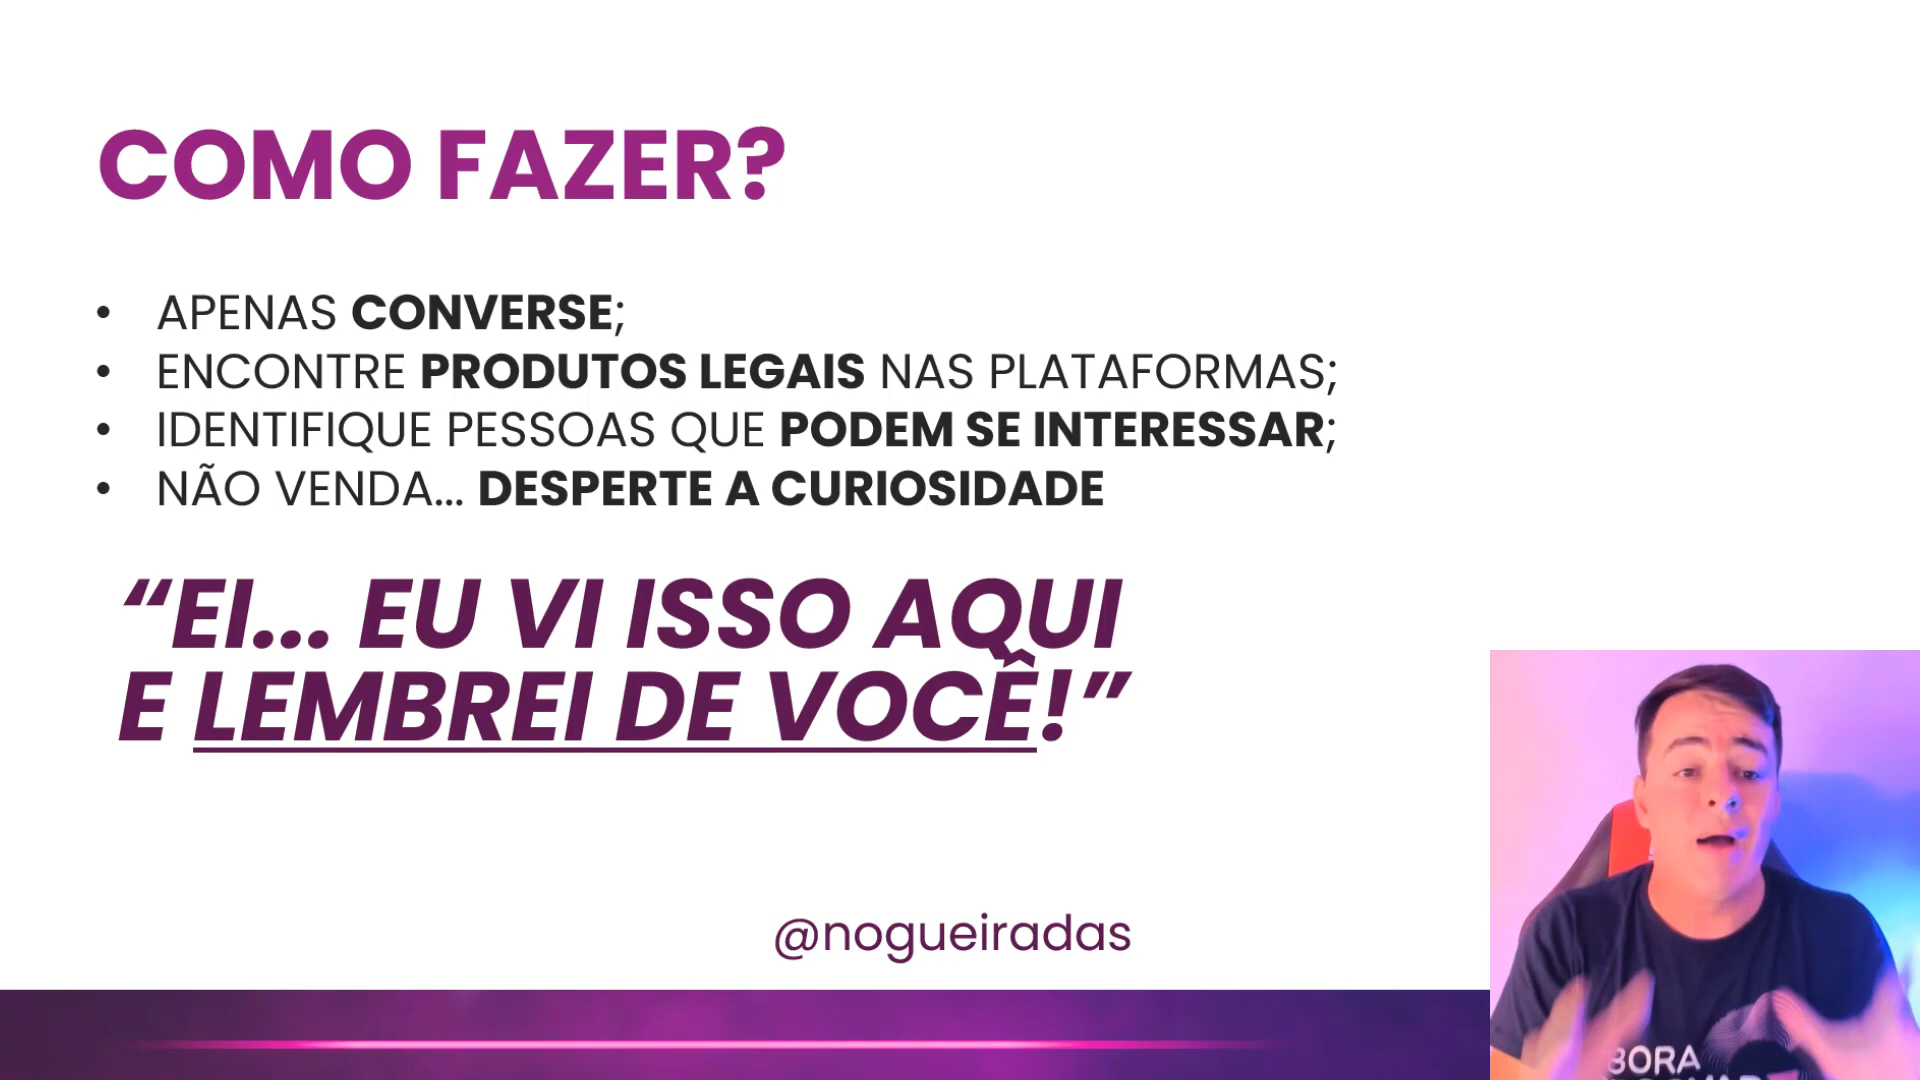 COMO FAZER?
• APENAS CONVERSE;
• ENCONTRE PRODUTOS LEGAIS NAS PLATAFORMAS;
• IDENTIFIQUE PESSOAS QUE PODEM SE INTERESSAR;
• NÃO VENDA... DESPERTE A CURIOSIDADE
“EI... EU VI ISSO AQUI
E LEMBREI DE VOCÊ!”
@nogueiradas
BORA